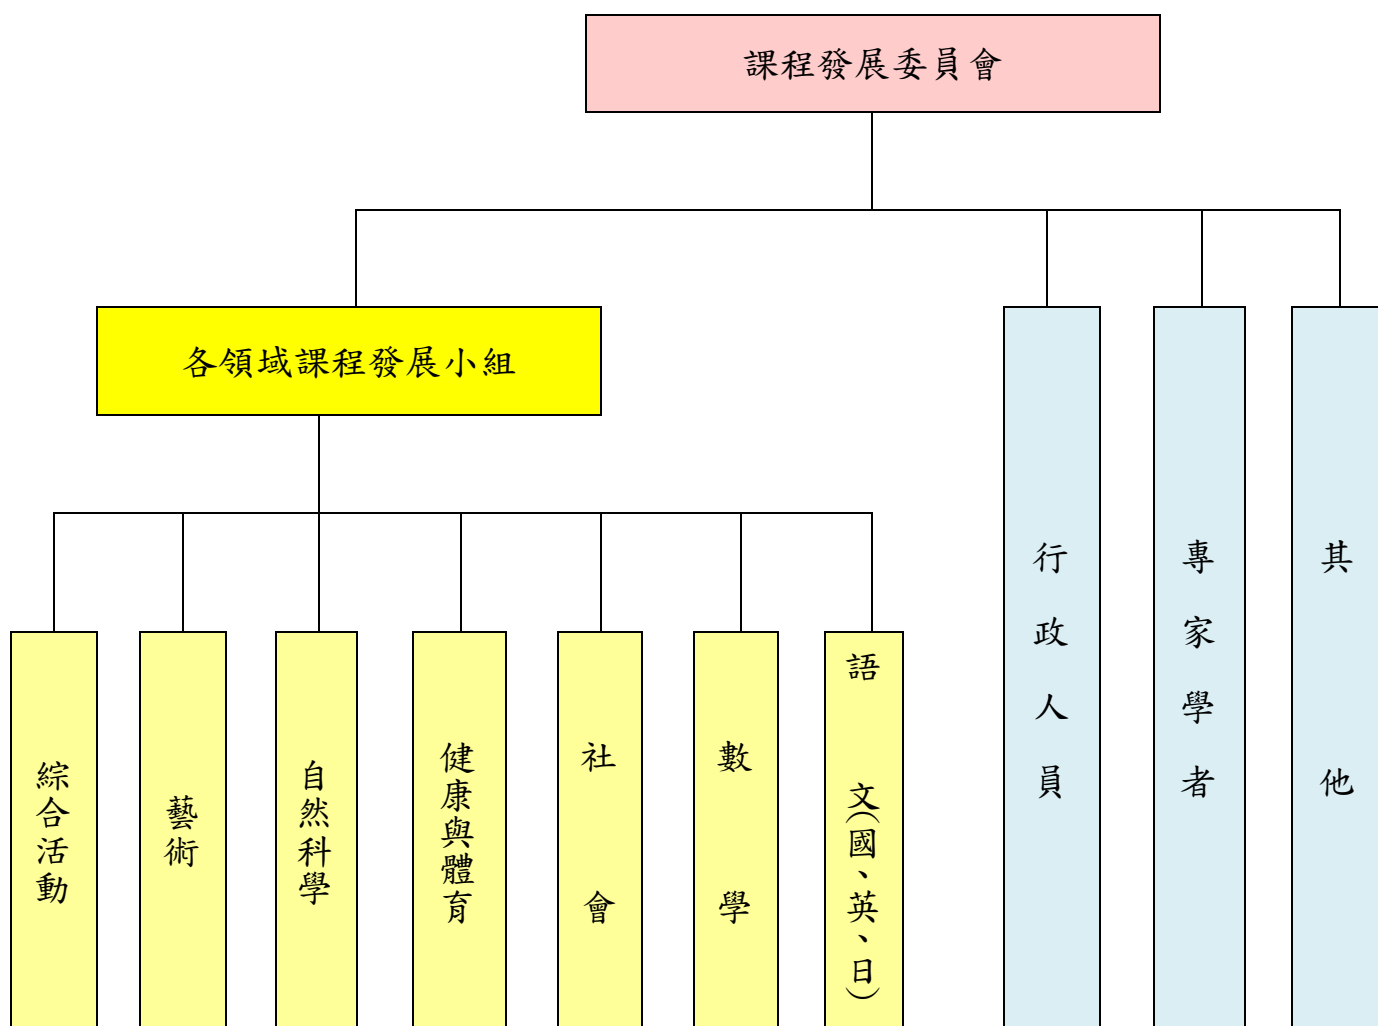 課程發展委員會
各領域課程發展小組
行政人員
專家學者
其他
綜合活動
藝術
自然科學
健康與體育
社會
數學
語文(國、英、日)